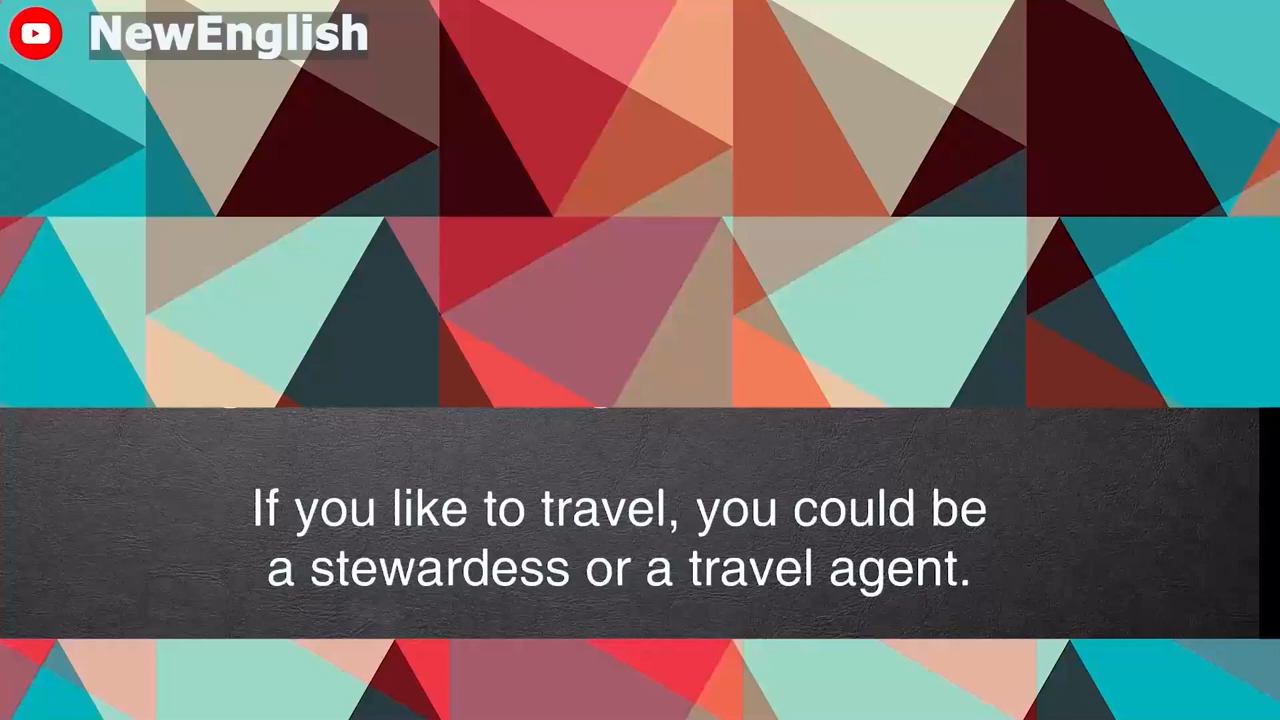 NewEnglish
If you like to travel, you could be
a stewardess or a travel agent.